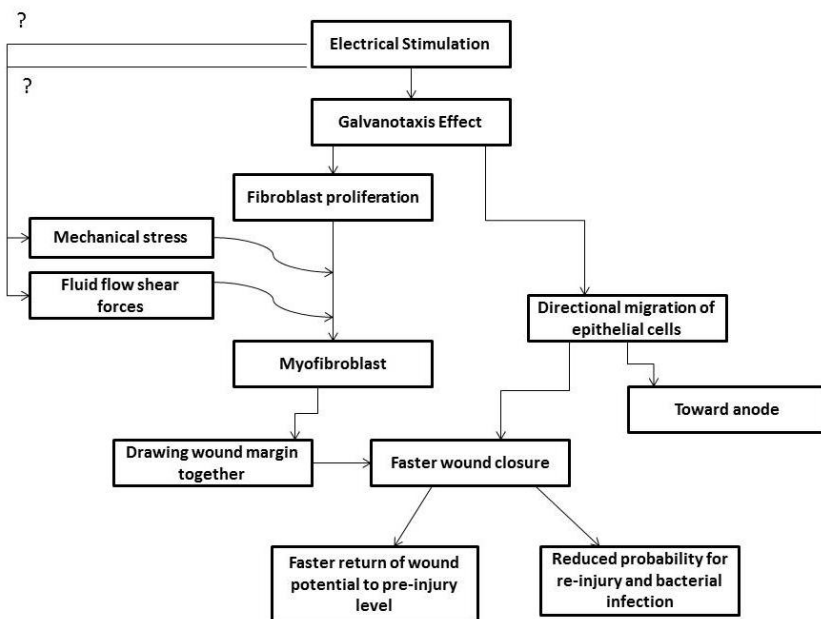 ?
Electrical Stimulation
?
Galvanotaxis Effect
Fibroblast proliferation
Mechanical stress
Fluid flow shear
forces
Directional migration of
epithelial cells
Myofibroblast
Toward anode
Drawing wound margin
together
Faster wound closure
Faster return of wound
potential to pre-injury
level
Reduced probability for
re-injury and bacterial
infection